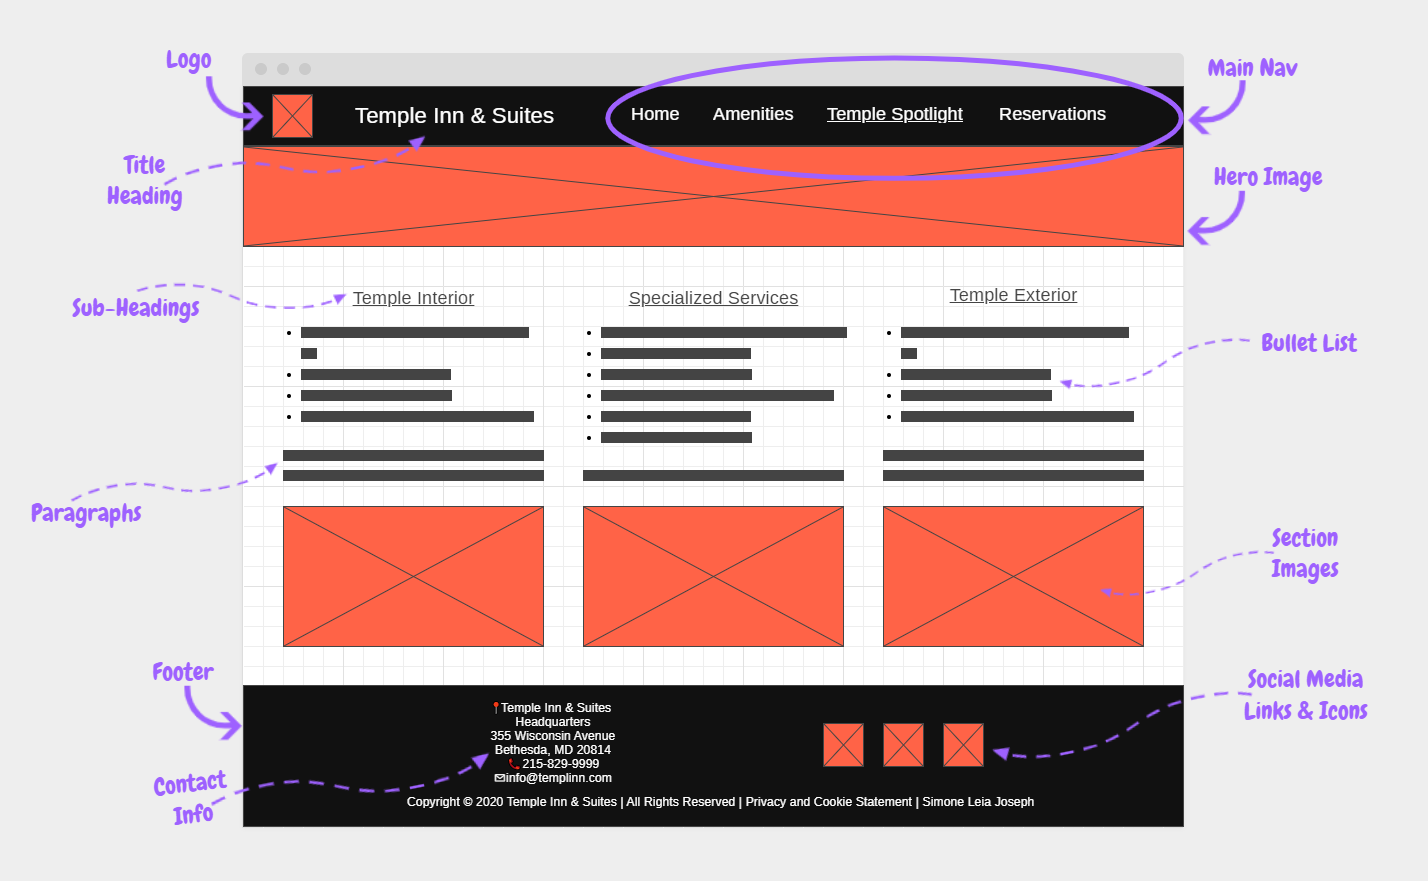 Logo
Main Nav
Temple Inn & Suites
Home
Amenities
Temple Spotlight
Reservations
Title
Heading
Hero Image
Sub-Headings
Temple Interior
Specialized Services
Temple Exterior
Bullet List
Paragraphs
Section
Images
Footer
Social Media
Links & Icons
Temple Inn & Suites
Headquarters
355 Wisconsin Avenue
Bethesda, MD 20814
215-829-9999
info@templinn.com
Contact
Info
Copyright © 2020 Temple Inn & Suites | All Rights Reserved | Privacy and Cookie Statement | Simone Leia Joseph